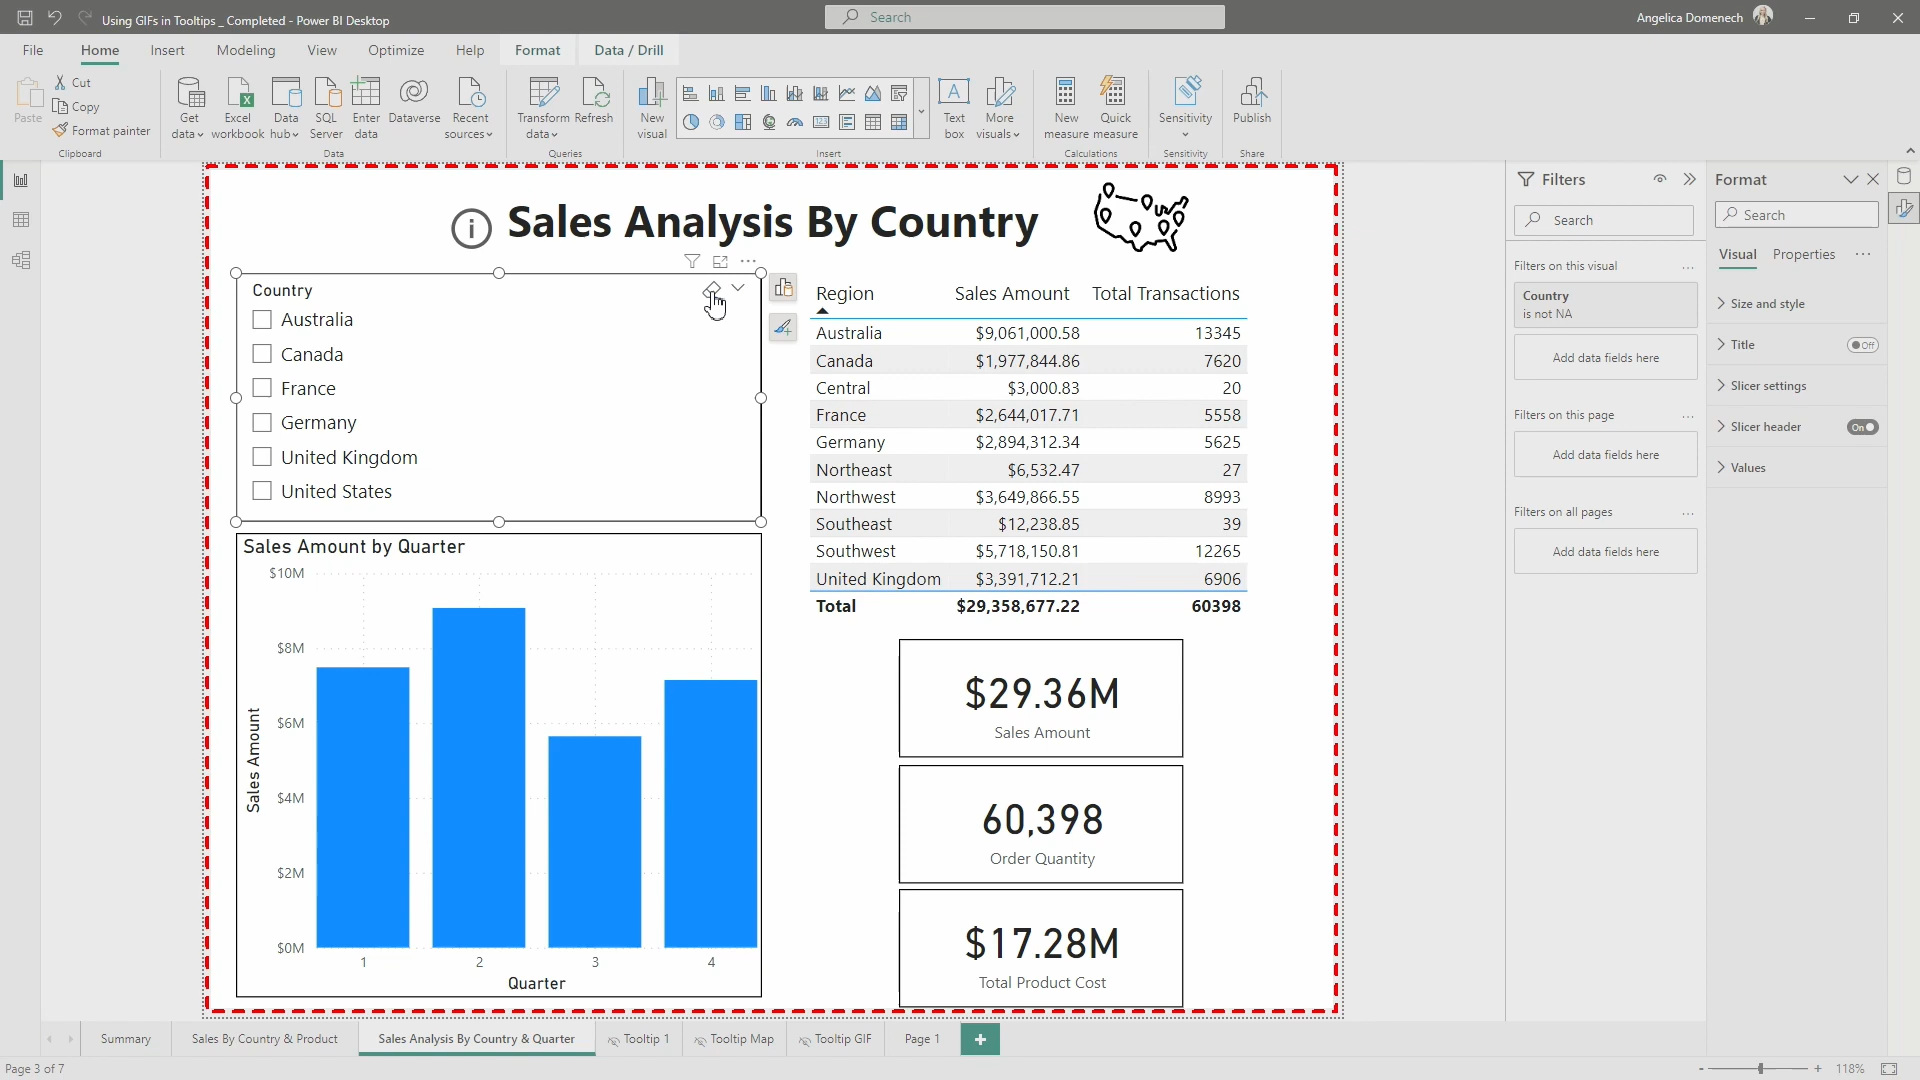 Using GIFs in Tooltips _ Completed - Power BI Desktop
Search
Angelica Domenech
File Home Insert Modeling View Optimize Help Format Data / Drill
Paste
Cut
Copy
Format painter
Clipboard
Get data
Excel workbook
Data hub
SQL Server
Enter data
Dataverse
Recent sources
Data
Transform data
Refresh
Queries
New visual
Text box
More visuals
Insert
New measure
Quick measure
Calculations
Sensitivity
Sensitivity
Publish
Share
Sales Analysis By Country
Country
Australia
Canada
France
Germany
United Kingdom
United States
Region Sales Amount Total Transactions
Australia $9,061,000.58 13345
Canada $1,977,844.86 7620
Central $3,000.83 20
France $2,644,017.71 5558
Germany $2,894,312.34 5625
Northeast $6,532.47 27
Northwest $3,649,866.55 8993
Southeast $12,238.85 39
Southwest $5,718,150.81 12265
United Kingdom $3,391,712.21 6906
Total $29,358,677.22 60398
Sales Amount by Quarter
$10M
$8M
$6M
$4M
$2M
$0M
Sales Amount
1 2 3 4
Quarter
$29.36M
Sales Amount
60,398
Order Quantity
$17.28M
Total Product Cost
Filters
Search
Filters on this visual
Country
is not NA
Add data fields here
Filters on this page
Add data fields here
Filters on all pages
Add data fields here
Format
Search
Visual Properties
Size and style
Title Off
Slicer settings
Slicer header On
Values
Summary
Sales By Country & Product
Sales Analysis By Country & Quarter
Tooltip 1
Tooltip Map
Tooltip GIF
Page 1
Page 3 of 7
118%